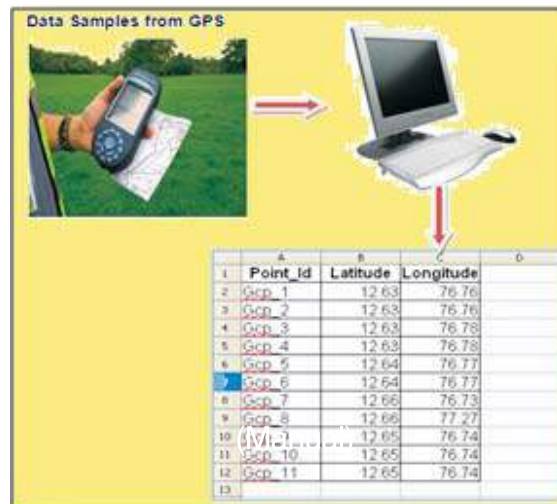 Data Samples from GPS
A B C D
1 Point_Id Latitude Longitude
2 Gcp_1 12.63 76.76
3 Gcp_2 12.63 76.76
4 Gcp_3 12.63 76.78
5 Gcp_4 12.63 76.78
6 Gcp_5 12.64 76.77
7 Gcp_6 12.64 76.77
8 Gcp_7 12.66 76.73
9 Gcp_8 12.66 77.27
10 (Manual) 12.65 76.74
11 Gcp_10 12.65 76.74
12 Gcp_11 12.65 76.74
13